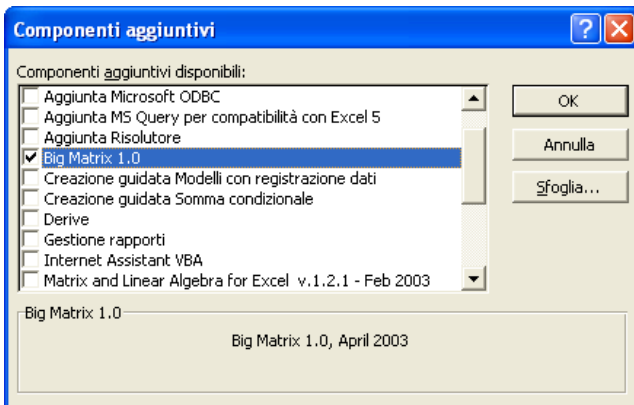 Componenti aggiuntivi
Componenti aggiuntivi disponibili:
Aggiunta Microsoft ODBC
Aggiunta MS Query per compatibilità con Excel 5
Aggiunta Risolutore
Big Matrix 1.0
Creazione guidata Modelli con registrazione dati
Creazione guidata Somma condizionale
Derive
Gestione rapporti
Internet Assistant VBA
Matrix and Linear Algebra for Excel v.1.2.1 - Feb 2003
OK
Annulla
Sfoglia...
Big Matrix 1.0
Big Matrix 1.0, April 2003